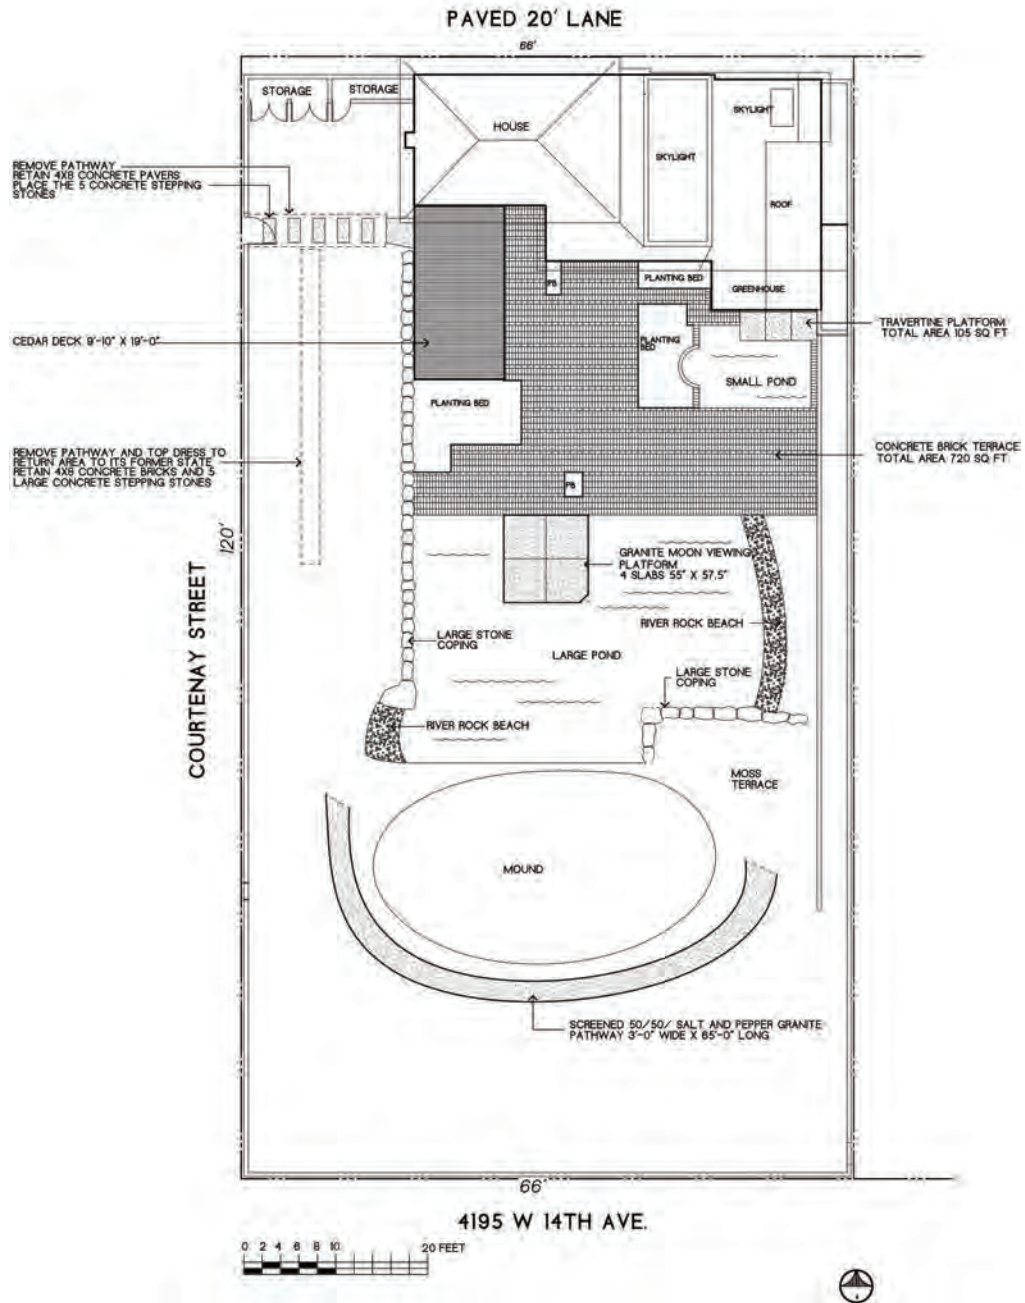 PAVED 20' LANE
66'
STORAGE
STORAGE
HOUSE
SKYLIGHT
SKYLIGHT
ROOF
REMOVE PATHWAY
RETAIN 4X8 CONCRETE PAVERS
PLACE THE 5 CONCRETE STEPPING
STONES
PB
PLANTING BED
GREENHOUSE
TRAVERTINE PLATFORM
TOTAL AREA 105 SQ FT
CEDAR DECK 9'-10" X 19'-0"
PLANTING
BED
SMALL POND
PLANTING BED
REMOVE PATHWAY AND TOP DRESS TO
RETURN AREA TO ITS FORMER STATE
RETAIN 4X8 CONCRETE BRICKS AND 5
LARGE CONCRETE STEPPING STONES
CONCRETE BRICK TERRACE
TOTAL AREA 720 SQ FT
PB
120'
COURTENAY STREET
GRANITE MOON VIEWING
PLATFORM
4 SLABS 55" X 57.5"
RIVER ROCK BEACH
LARGE STONE
COPING
LARGE POND
LARGE STONE
COPING
RIVER ROCK BEACH
MOSS
TERRACE
MOUND
SCREENED 50/50/ SALT AND PEPPER GRANITE
PATHWAY 3'-0" WIDE X 65'-0" LONG
66'
4195 W 14TH AVE.
0 2 4 6 8 10 20 FEET